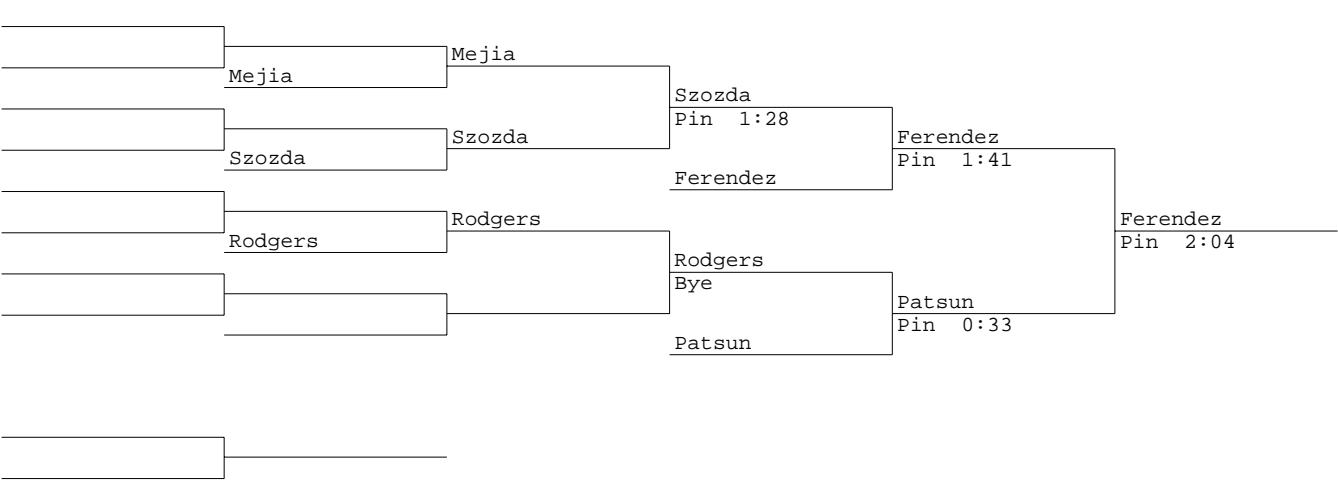 Mejia
Mejia
Szozda
Pin 1:28
Szozda
Ferendez
Pin 1:41
Szozda
Ferendez
Rodgers
Ferendez
Pin 2:04
Rodgers
Rodgers
Bye
Patsun
Pin 0:33
Patsun